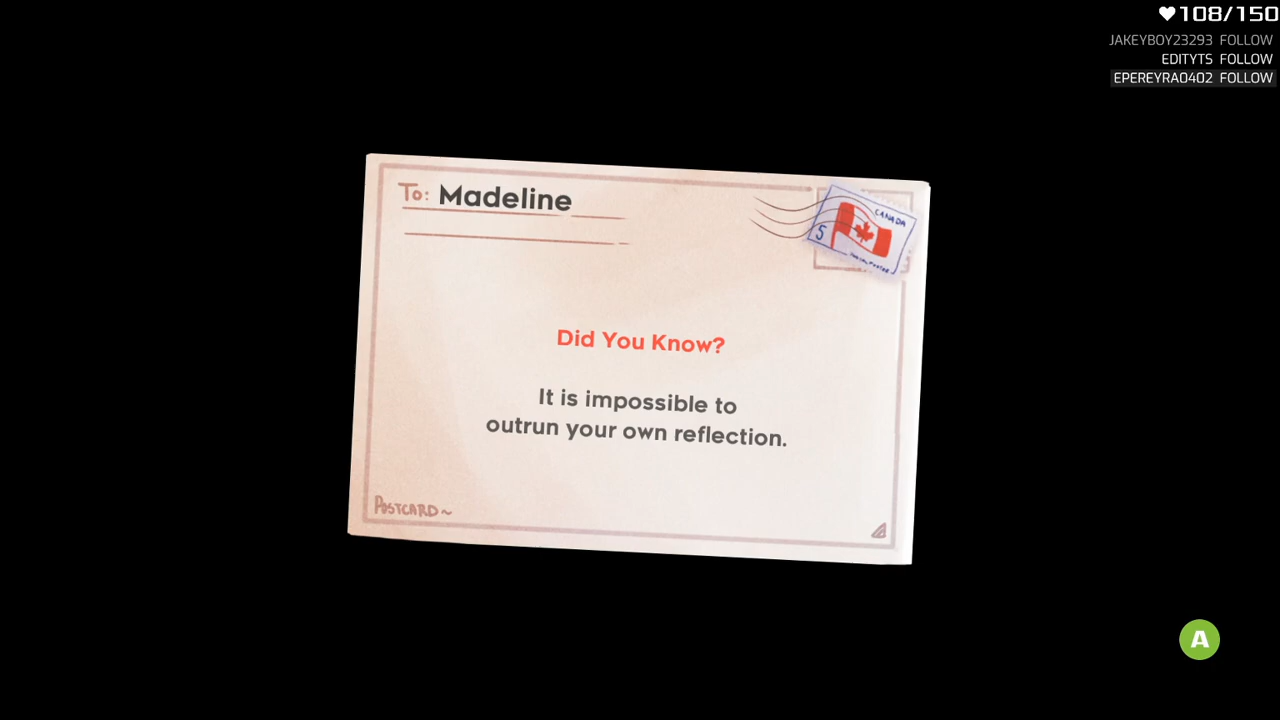 108/150
JAKEYBOY23293 FOLLOW
EDITYTS FOLLOW
EPEREYRA0402 FOLLOW
To: Madeline
CANADA
5
Did You Know?
It is impossible to
outrun your own reflection.
POSTCARD~
A